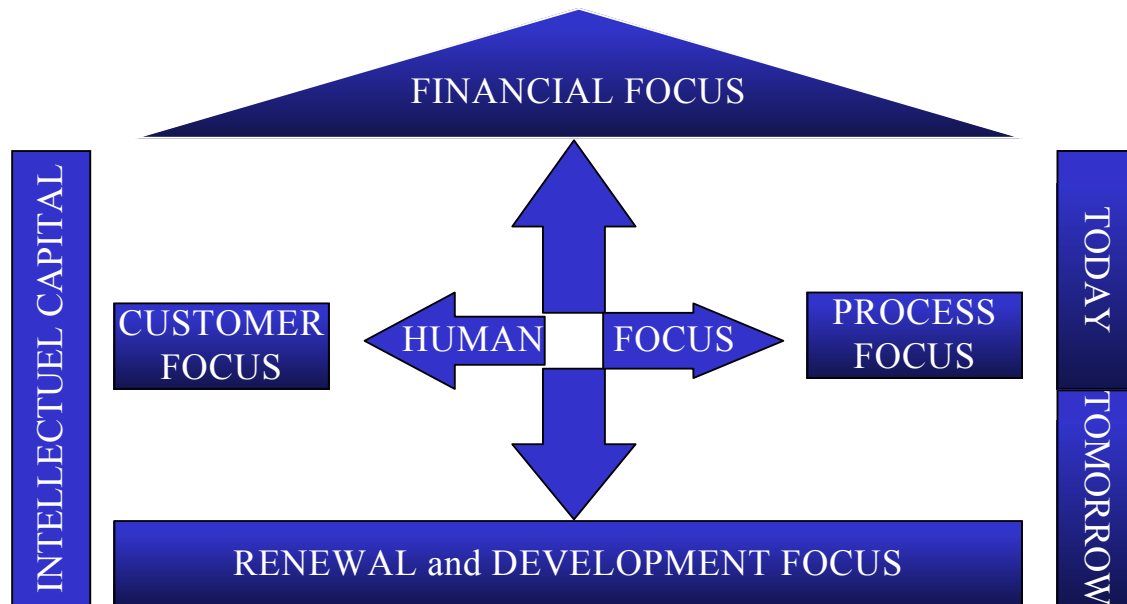 FINANCIAL FOCUS
INTELLECTUEL CAPITAL
TODAY
CUSTOMER
FOCUS
HUMAN
FOCUS
PROCESS
FOCUS
TOMORROW
RENEWAL and DEVELOPMENT FOCUS